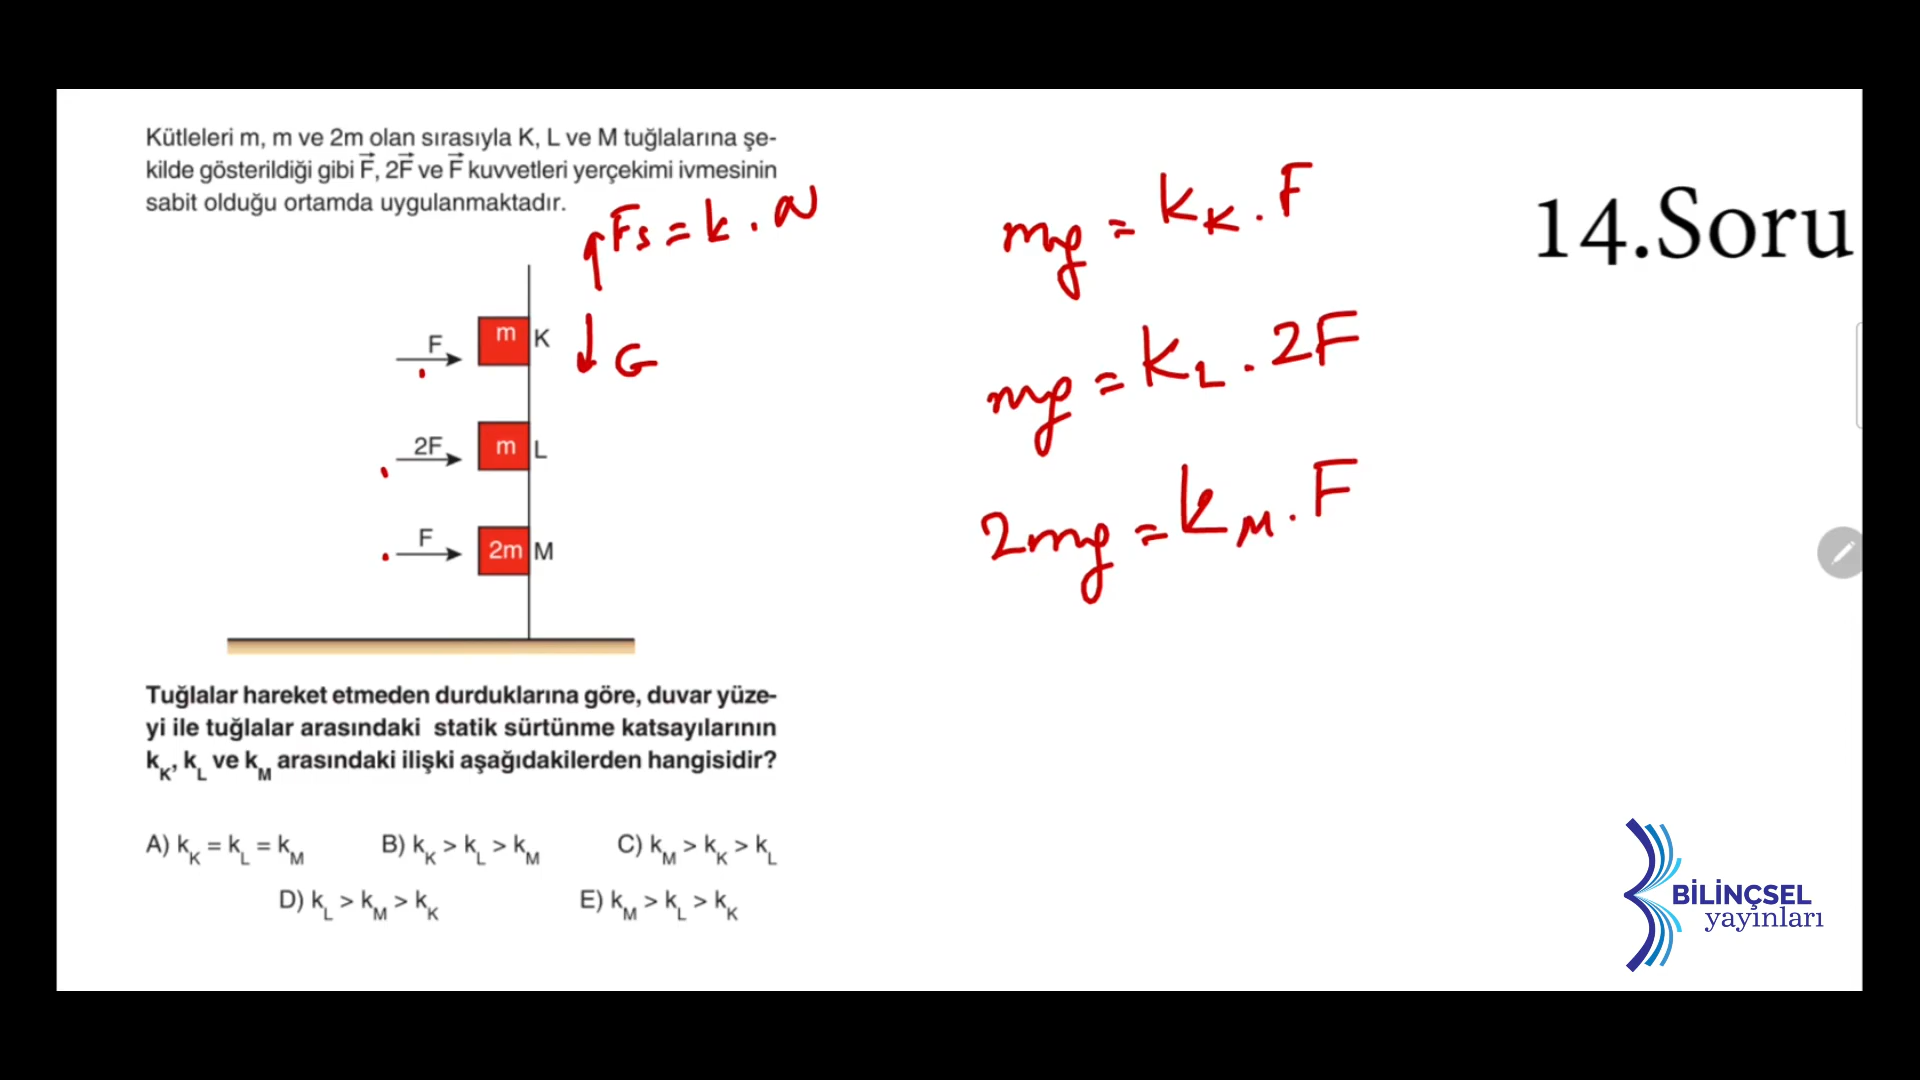 Kütleleri m, m ve 2m olan sırasıyla K, L ve M tuğlalarına şe-
kilde gösterildiği gibi F, 2F ve F kuvvetleri yerçekimi ivmesinin
sabit olduğu ortamda uygulanmaktadır.
Fs = k . N
F
m
K
G
2F
m
L
F
2m
M
Tuğlalar hareket etmeden durduklarına göre, duvar yüze-
yi ile tuğlalar arasındaki statik sürtünme katsayılarının
kK, kL ve kM arasındaki ilişki aşağıdakilerden hangisidir?
A) kK = kL = kM
B) kK > kL > kM
C) kM > kK > kL
D) kL > kM > kK
E) kM > kL > kK
mg = kK . F
mg = kL . 2F
2mg = kM . F
14.Soru
BİLİNÇSEL
yayınları